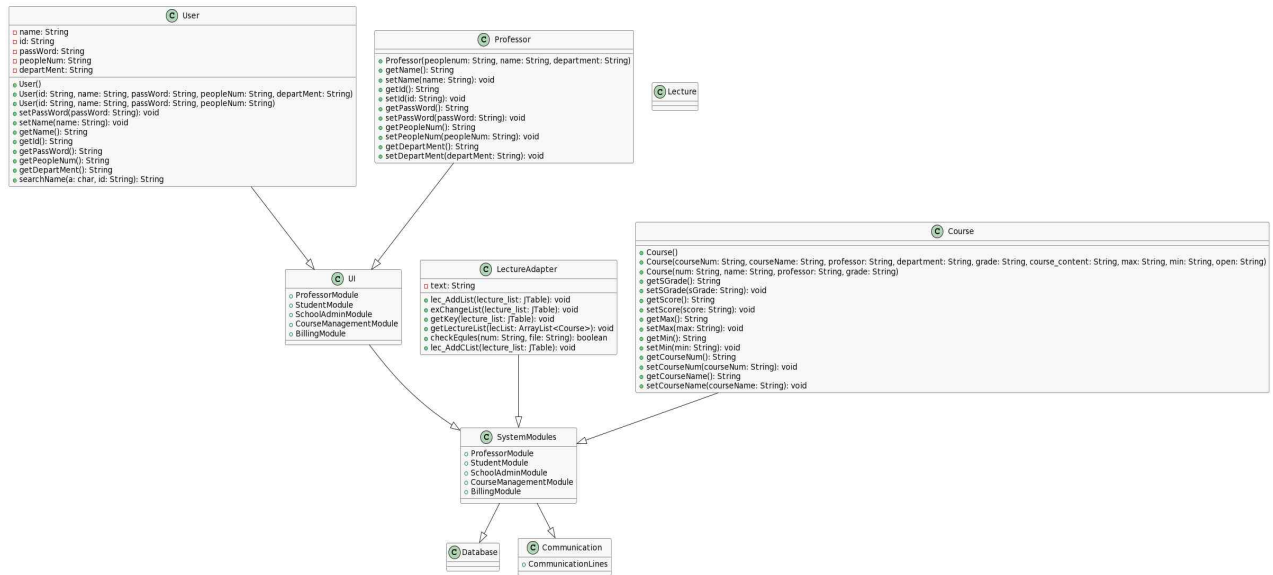 User
name: String
id: String
passWord: String
peopleNum: String
departMent: String
User()
User(id: String, name: String, passWord: String, peopleNum: String, departMent: String)
User(id: String, name: String, passWord: String, peopleNum: String)
setPassWord(passWord: String): void
setName(name: String): void
getName(): String
getId(): String
getPassWord(): String
getPeopleNum(): String
getDepartMent(): String
searchName(a: char, id: String): String
Professor
Professor(peoplenum: String, name: String, department: String)
getName(): String
setName(name: String): void
getId(): String
setId(id: String): void
getPassWord(): String
setPassWord(passWord: String): void
getPeopleNum(): String
setPeopleNum(peopleNum: String): void
getDepartMent(): String
setDepartMent(departMent: String): void
Lecture
UI
ProfessorModule
StudentModule
SchoolAdminModule
CourseManagementModule
BillingModule
LectureAdapter
text: String
lec_AddList(lecture_list: JTable): void
exChangeList(lecture_list: JTable): void
getKey(lecture_list: JTable): void
getLectureList(lecList: ArrayList<Course>): void
checkEqules(num: String, file: String): boolean
lec_AddCList(lecture_list: JTable): void
Course
Course()
Course(courseNum: String, courseName: String, professor: String, department: String, grade: String, course_content: String, max: String, min: String, open: String)
Course(num: String, name: String, professor: String, grade: String)
getSGrade(): String
setSGrade(sGrade: String): void
getScore(): String
setScore(score: String): void
getMax(): String
setMax(max: String): void
getMin(): String
setMin(min: String): void
getCourseNum(): String
setCourseNum(courseNum: String): void
getCourseName(): String
setCourseName(courseName: String): void
SystemModules
ProfessorModule
StudentModule
SchoolAdminModule
CourseManagementModule
BillingModule
Database
Communication
CommunicationLines